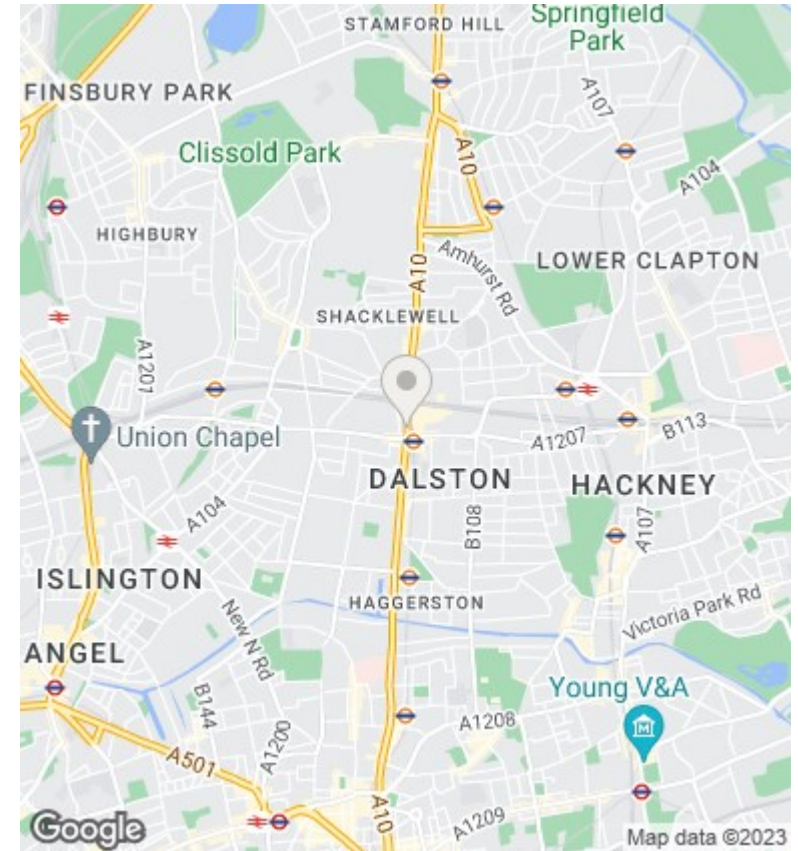 STAMFORD HILL
Springfield
Park
FINSBURY PARK
A107
Clissold Park
A10
A104
HIGHBURY
A10
Amhurst Rd
LOWER CLAPTON
SHACKLEWELL
A1207
Union Chapel
A1207
B113
DALSTON
HACKNEY
A104
B108
A107
ISLINGTON
HAGGERSTON
New N Rd
Victoria Park Rd
ANGEL
B144
Young V&A
A1208
A501
A1200
M
A10
A1209
Google
Map data ©2023